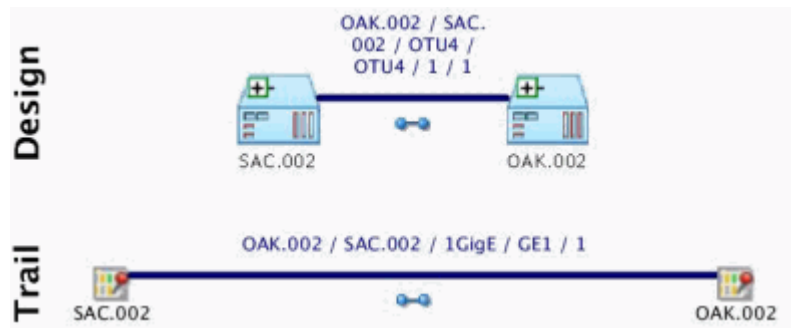 Design
OAK.002 / SAC.
002 / OTU4 /
OTU4 / 1 / 1
SAC.002
OAK.002
Trail
OAK.002 / SAC.002 / 1GigE / GE1 / 1
SAC.002
OAK.002